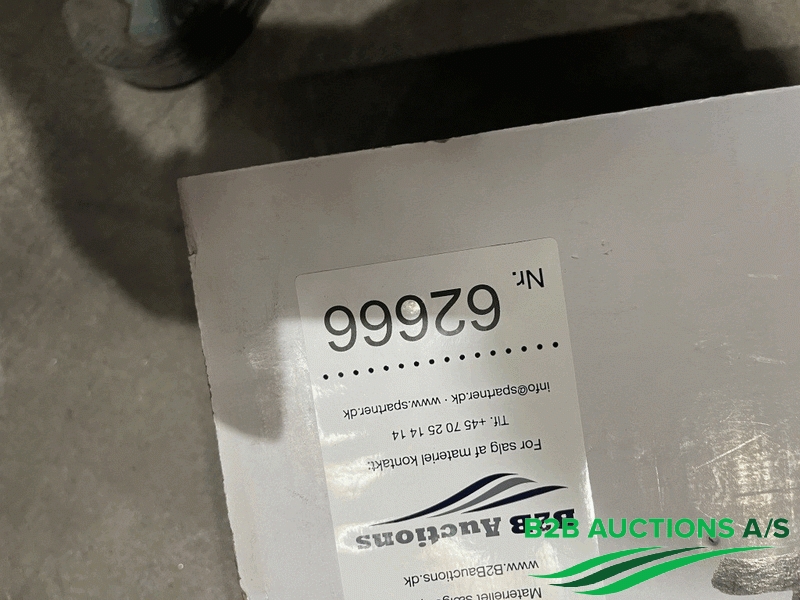 Materiellet
www.B2Bauctions.dk
B2B Auctions
For salg af materiel kontakt:
Tlf. +45 70 25 14 14
info@spartner.dk · www.spartner.dk
Nr. 62666
B2B AUCTIONS A/S